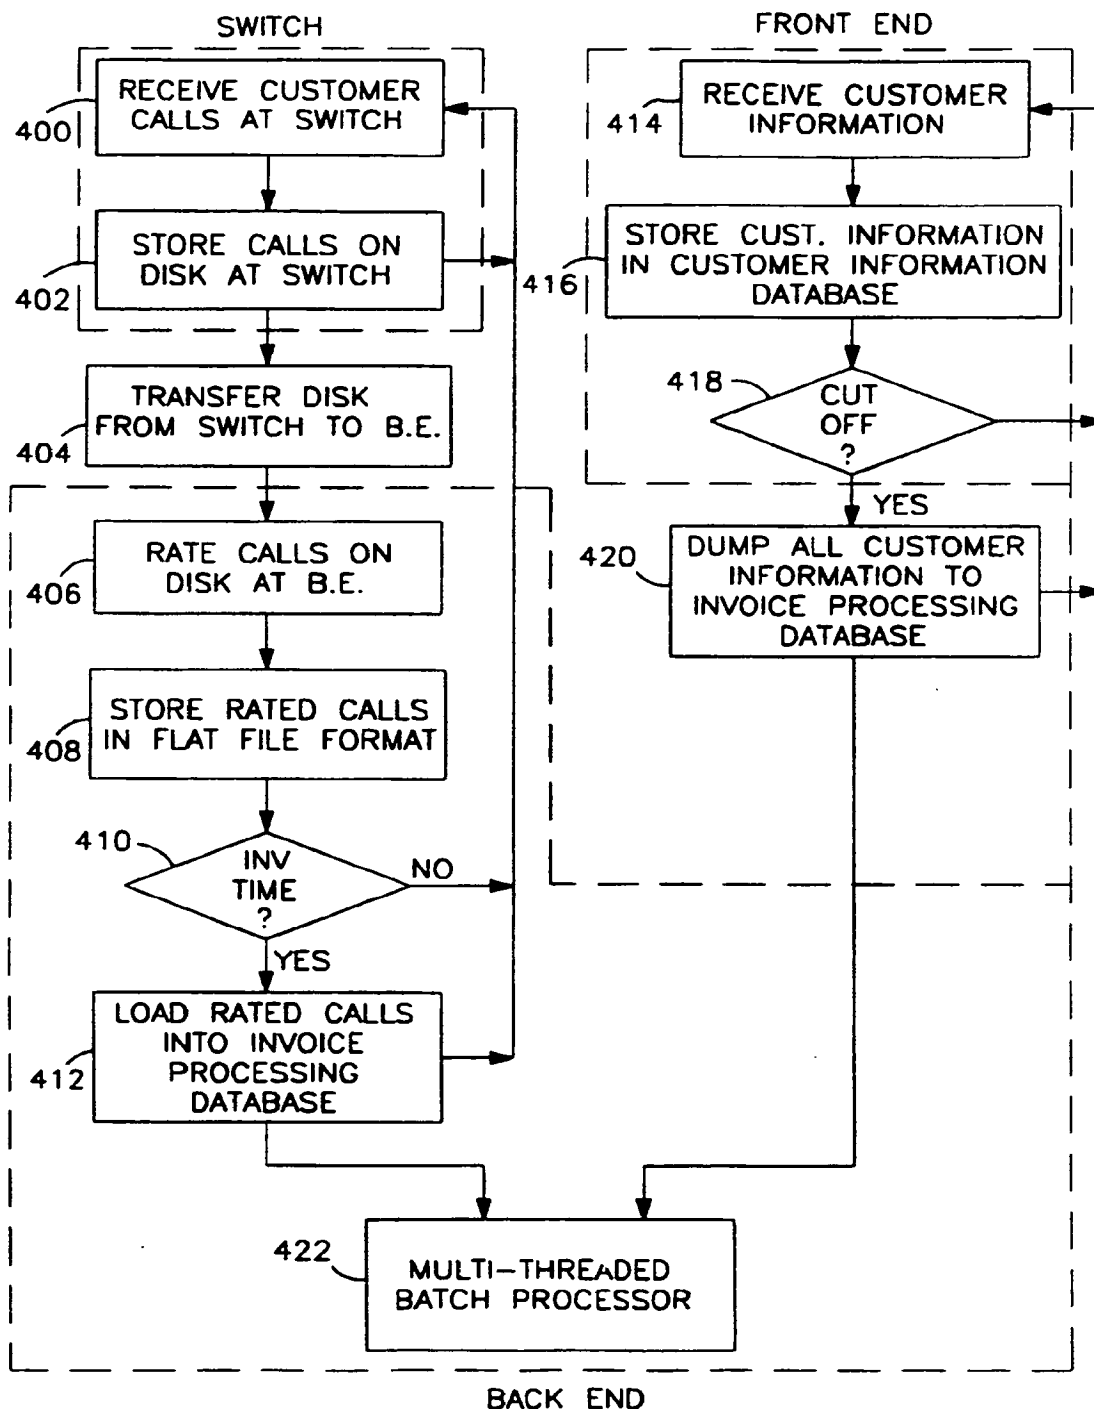 SWITCH
RECEIVE CUSTOMER
CALLS AT SWITCH
400
STORE CALLS ON
DISK AT SWITCH
402
TRANSFER DISK
FROM SWITCH TO B.E.
404
RATE CALLS ON
DISK AT B.E.
406
STORE RATED CALLS
IN FLAT FILE FORMAT
408
410
INV
TIME
?
NO
YES
LOAD RATED CALLS
INTO INVOICE
PROCESSING
DATABASE
412
FRONT END
RECEIVE CUSTOMER
INFORMATION
414
STORE CUST. INFORMATION
IN CUSTOMER INFORMATION
DATABASE
416
418
CUT
OFF
?
YES
420
DUMP ALL CUSTOMER
INFORMATION TO
INVOICE PROCESSING
DATABASE
422
MULTI-THREADED
BATCH PROCESSOR
BACK END